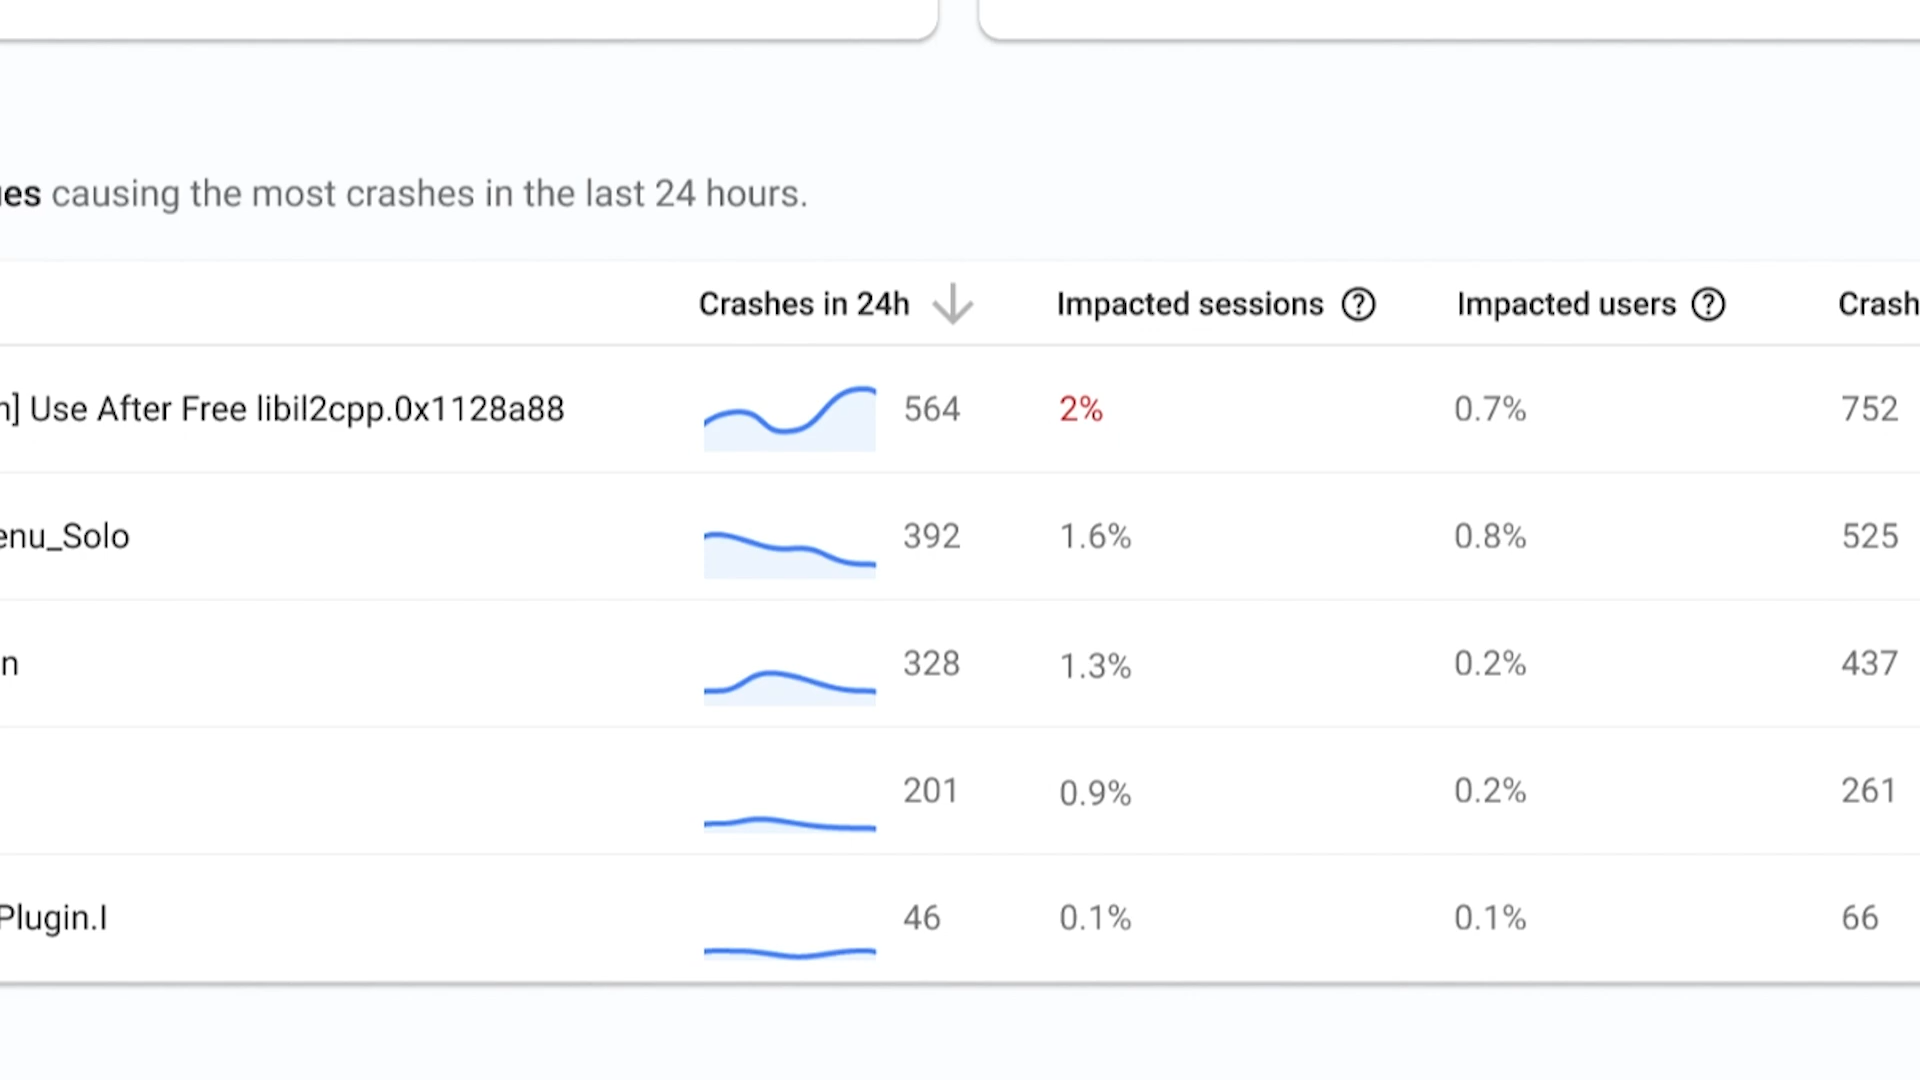 es causing the most crashes in the last 24 hours.
Crashes in 24h Impacted sessions ? Impacted users ? Crash
n] Use After Free libil2cpp.0x1128a88 564 2% 0.7% 752
enu_Solo 392 1.6% 0.8% 525
n 328 1.3% 0.2% 437
201 0.9% 0.2% 261
Plugin.I 46 0.1% 0.1% 66